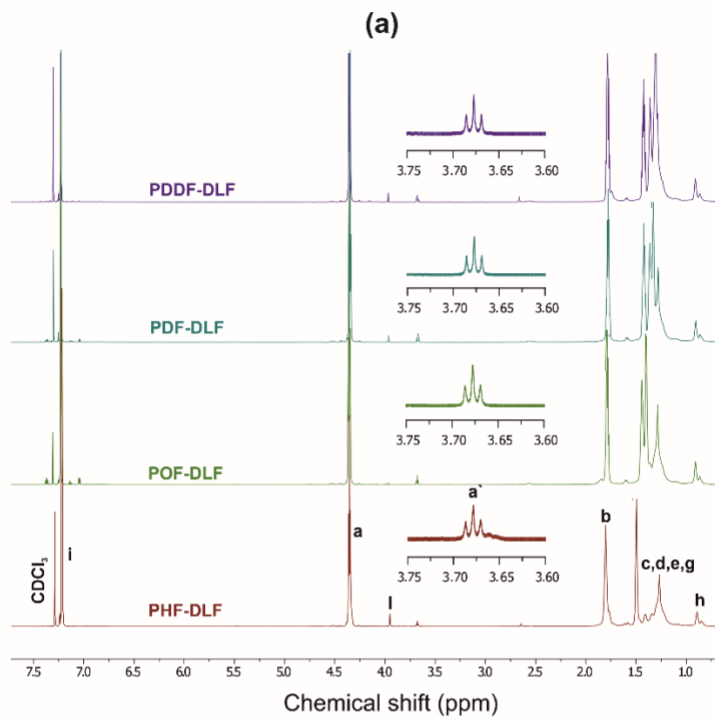 (a)
3.75 3.70 3.65 3.60
PDDF-DLF
3.75 3.70 3.65 3.60
PDF-DLF
3.75 3.70 3.65 3.60
POF-DLF
a`
3.75 3.70 3.65 3.60
CDCl3
i
PHF-DLF
a
l
b
c,d,e,g
h
7.5 7.0 6.5 6.0 5.5 5.0 4.5 4.0 3.5 3.0 2.5 2.0 1.5 1.0
Chemical shift (ppm)